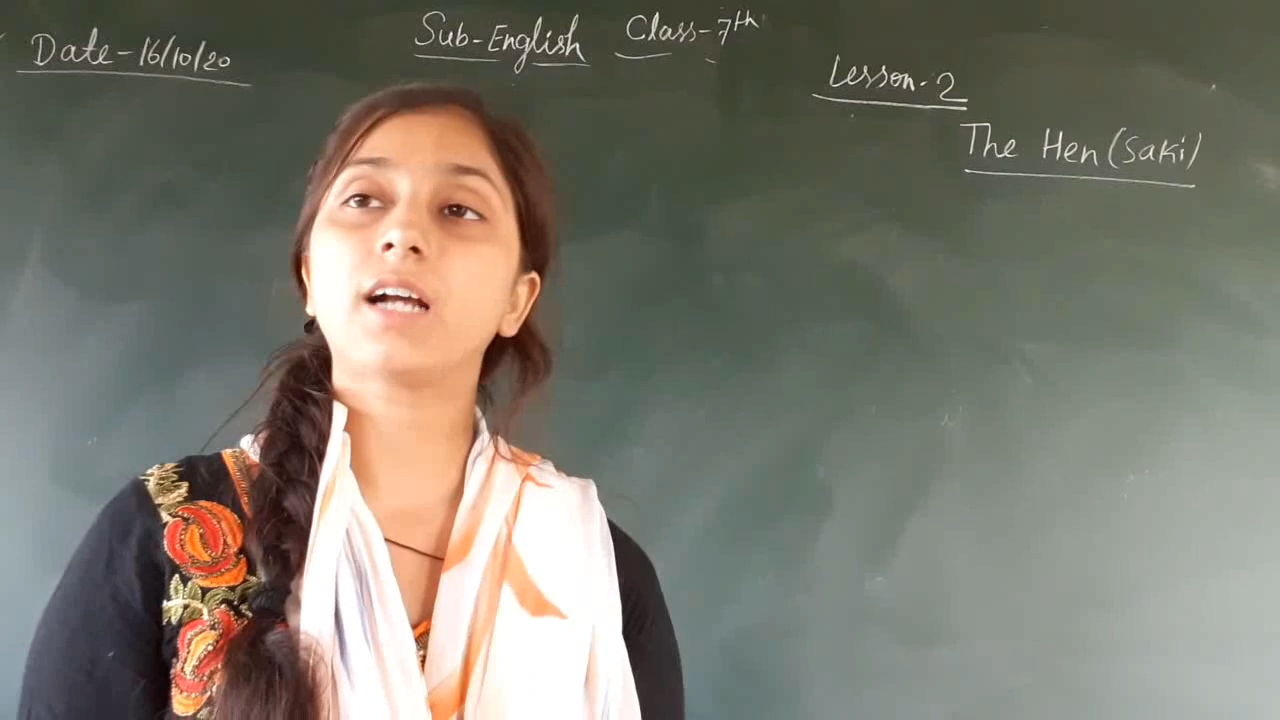 Date-16/10/20
Sub-English Class-7th
Lesson-2
The Hen (Saki)